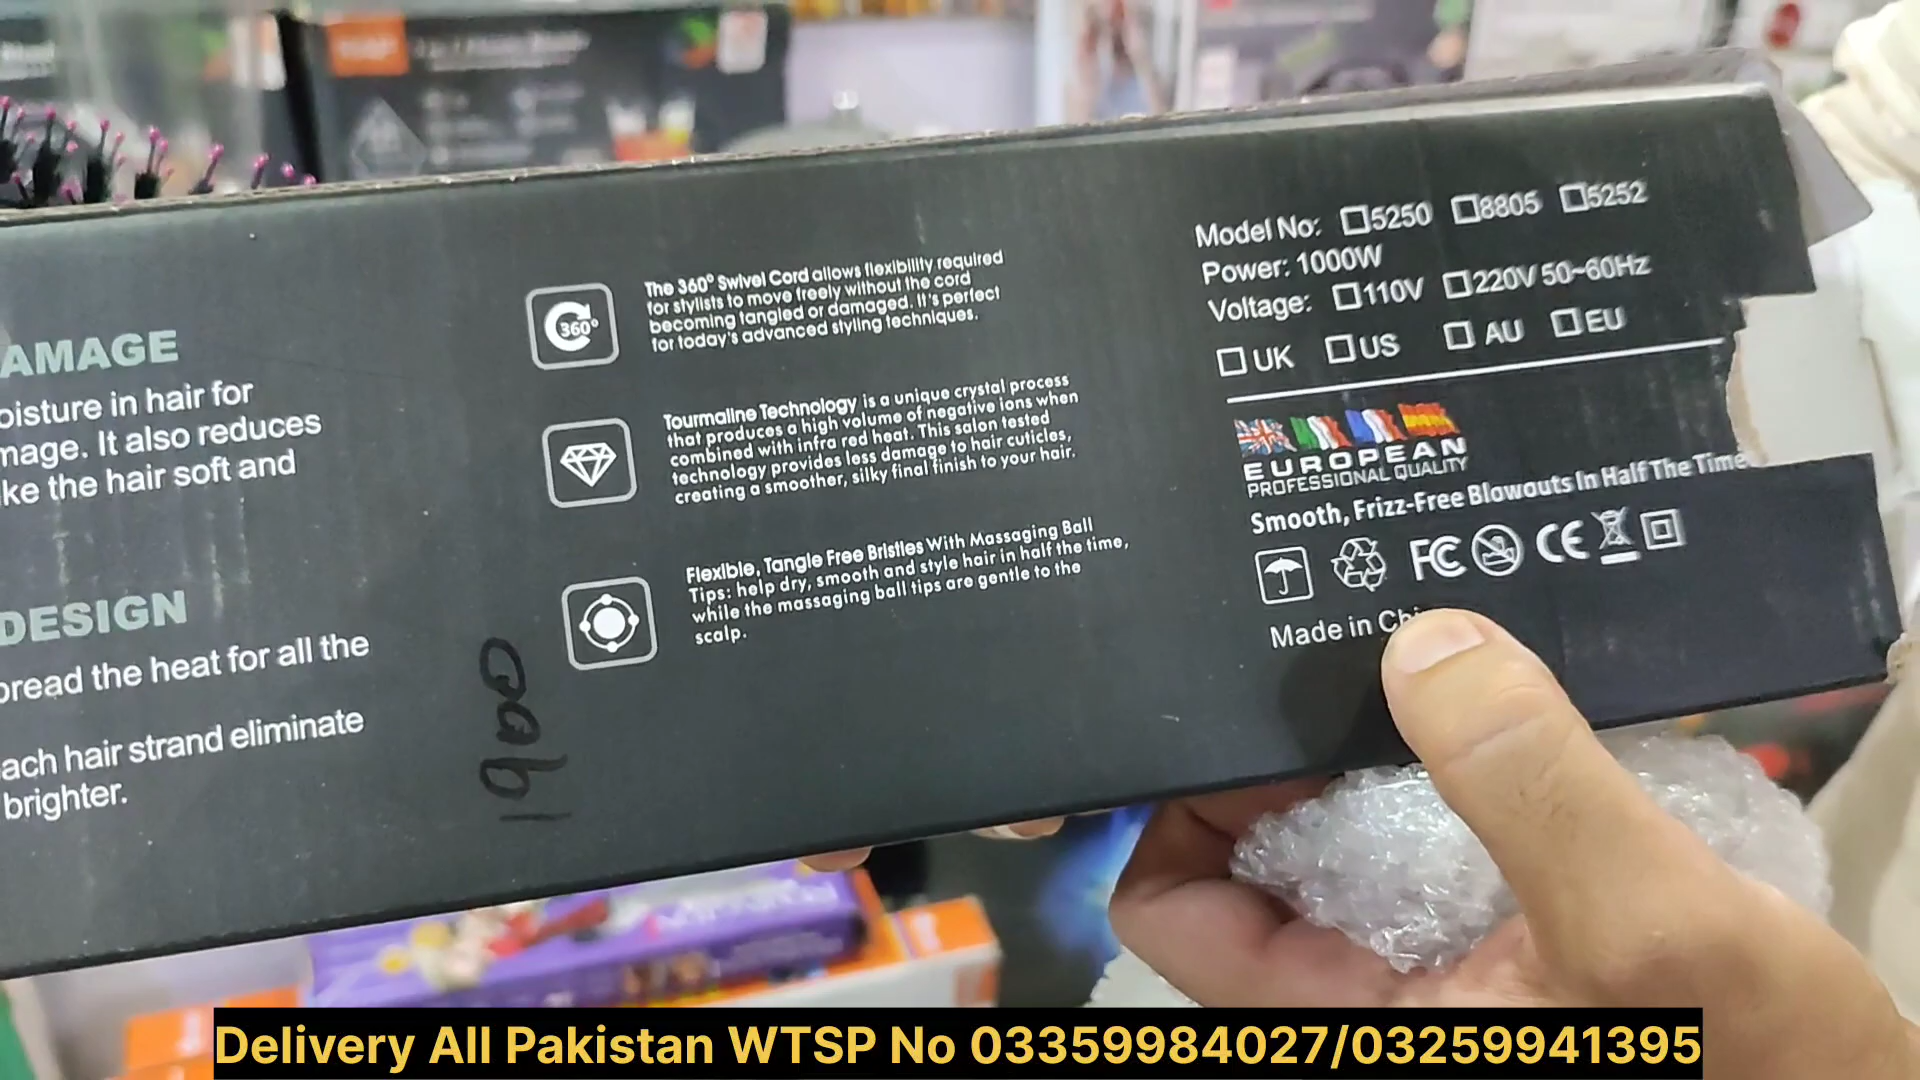 AMAGE
oisture in hair for
mage. It also reduces
ke the hair soft and
DESIGN
pread the heat for all the
ach hair strand eliminate
brighter.
360°
The 360° Swivel Cord allows flexibility required
for stylists to move freely without the cord
becoming tangled or damaged. It's perfect
for today's advanced styling techniques.
Tourmaline Technology is a unique crystal process
that produces a high volume of negative ions when
combined with infra red heat. This salon tested
technology provides less damage to hair cuticles,
creating a smoother, silky final finish to your hair.
Flexible, Tangle Free Bristles With Massaging Ball
Tips: help dry, smooth and style hair in half the time,
while the massaging ball tips are gentle to the
scalp.
Model No: □5250 □8805 □5252
Power: 1000W
Voltage: □110V □220V 50~60Hz
□UK □US □AU □EU
EUROPEAN
PROFESSIONAL QUALITY
Smooth, Frizz-Free Blowouts In Half The Time
FC CE
Made in Chi
Delivery All Pakistan WTSP No 03359984027/03259941395